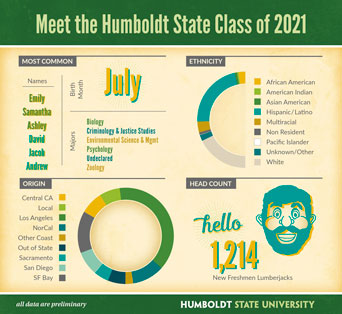 Meet the Humboldt State Class of 2021
MOST COMMON
Names
Emily
Samantha
Ashley
David
Jacob
Andrew
Birth Month
July
Majors
Biology
Criminology & Justice Studies
Environmental Science & Mgmt
Psychology
Undeclared
Zoology
ETHNICITY
African American
American Indian
Asian American
Hispanic/Latino
Multiracial
Non Resident
Pacific Islander
Unknown/Other
White
ORIGIN
Central CA
Local
Los Angeles
NorCal
Other Coast
Out of State
Sacramento
San Diego
SF Bay
HEAD COUNT
hello
1,214
New Freshmen Lumberjacks
all data are preliminary
HUMBOLDT STATE UNIVERSITY